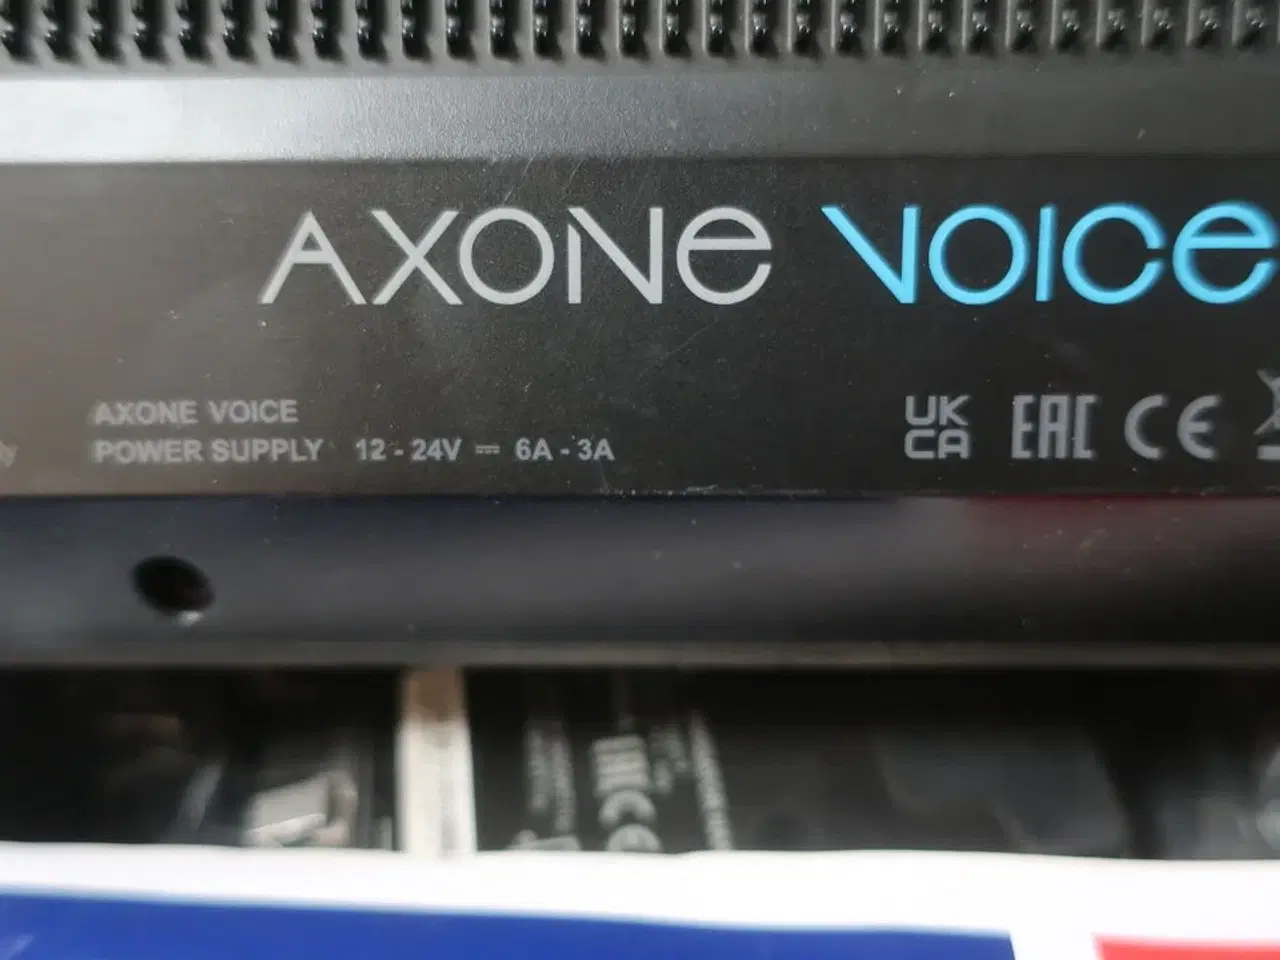 AXONE VOICE
AXONE VOICE
POWER SUPPLY 12 - 24V ⎓ 6A - 3A
UK
CA
EAC CE